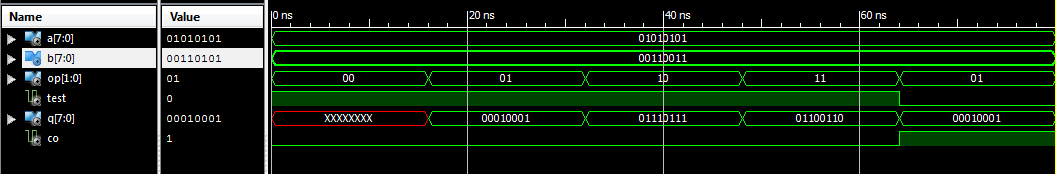 Name Value 0 ns 20 ns 40 ns 60 ns
a[7:0] 01010101 01010101
b[7:0] 00110101 00110011
op[1:0] 01 00 01 10 11 01
test 0
q[7:0] 00010001 XXXXXXXX 00010001 01110111 01100110 00010001
co 1